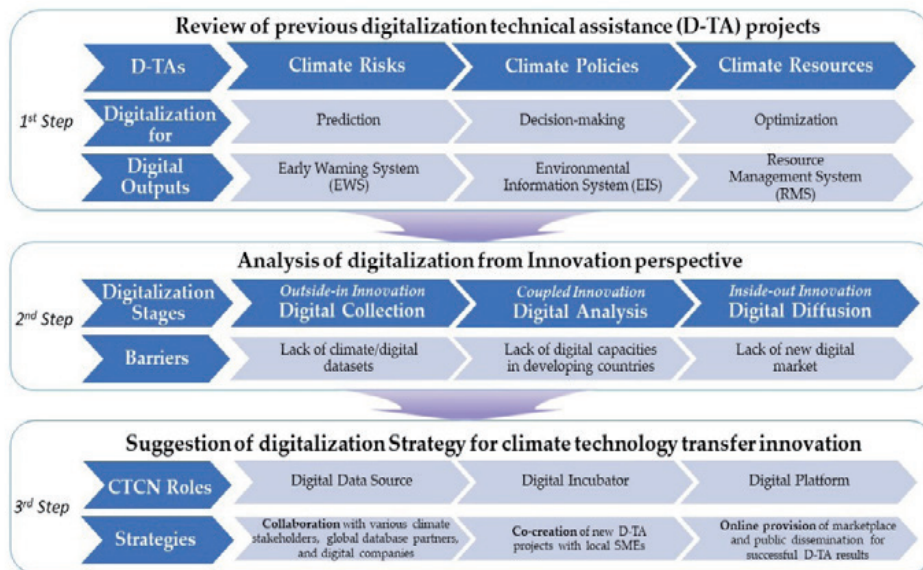 Review of previous digitalization technical assistance (D-TA) projects
1st Step
D-TAs
Climate Risks
Climate Policies
Climate Resources
Digitalization
for
Prediction
Decision-making
Optimization
Digital
Outputs
Early Warning System
(EWS)
Environmental
Information System (EIS)
Resource
Management System
(RMS)
Analysis of digitalization from Innovation perspective
2nd Step
Digitalization
Stages
Outside-in Innovation
Digital Collection
Coupled Innovation
Digital Analysis
Inside-out Innovation
Digital Diffusion
Barriers
Lack of climate/digital
datasets
Lack of digital capacities
in developing countries
Lack of new digital
market
Suggestion of digitalization Strategy for climate technology transfer innovation
3rd Step
CTCN Roles
Digital Data Source
Digital Incubator
Digital Platform
Strategies
Collaboration with various climate
stakeholders, global database partners,
and digital companies
Co-creation of new D-TA
projects with local SMEs
Online provision of marketplace
and public dissemination for
successful D-TA results